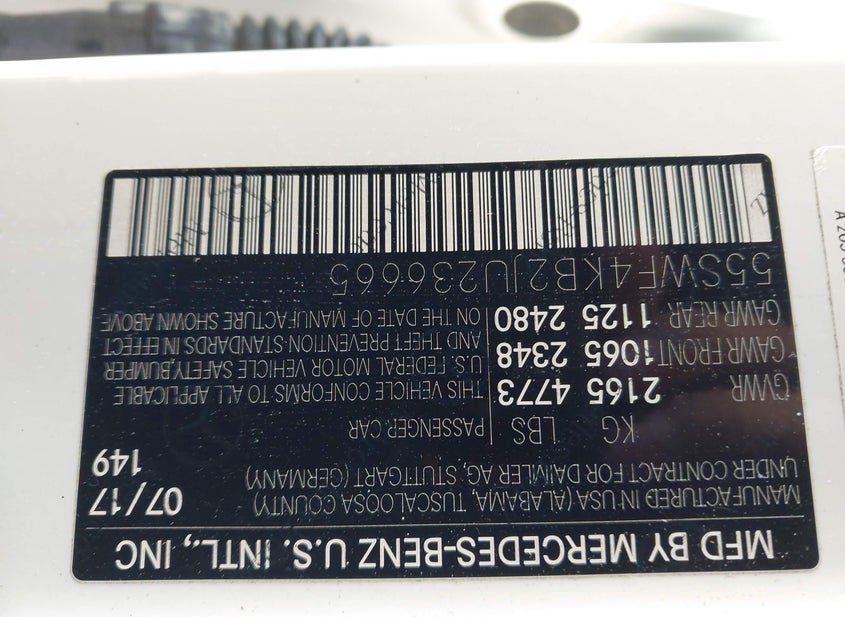 MFD BY MERCEDES-BENZ U.S. INTL., INC
MANUFACTURED IN USA (ALABAMA, TUSCALOOSA COUNTY)
UNDER CONTRACT FOR DAIMLER AG, STUTTGART (GERMANY)
07/17
149
KG LBS PASSENGER CAR
GVWR 2165 4773
GAWR FRONT 1065 2348
GAWR REAR 1125 2480
THIS VEHICLE CONFORMS TO ALL APPLICABLE
U.S. FEDERAL MOTOR VEHICLE SAFETY,BUMPER
AND THEFT PREVENTION STANDARDS IN EFFECT
ON THE DATE OF MANUFACTURE SHOWN ABOVE
55SWF4KB2JU236665